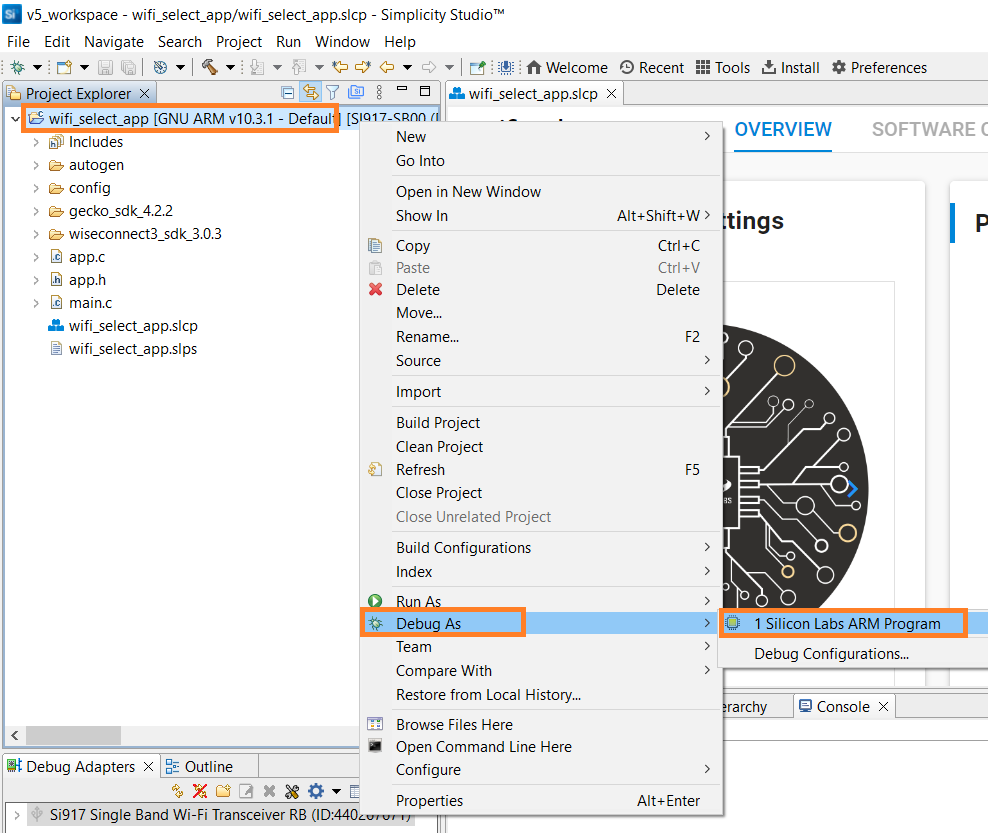 v5_workspace - wifi_select_app/wifi_select_app.slcp - Simplicity Studio™
File Edit Navigate Search Project Run Window Help
Welcome Recent Tools Install Preferences
Project Explorer
wifi_select_app.slcp
wifi_select_app [GNU ARM v10.3.1 - Default] [SI917-SB00
OVERVIEW SOFTWARE
Includes
autogen
config
gecko_sdk_4.2.2
wiseconnect3_sdk_3.0.3
app.c
app.h
main.c
wifi_select_app.slcp
wifi_select_app.slps
New
Go Into
Open in New Window
Show In Alt+Shift+W
Copy Ctrl+C
Paste Ctrl+V
Delete Delete
Move...
Rename... F2
Source
Import
Build Project
Clean Project
Refresh F5
Close Project
Close Unrelated Project
Build Configurations
Index
Run As
Debug As
Team
Compare With
Restore from Local History...
Browse Files Here
Open Command Line Here
Configure
Properties Alt+Enter
1 Silicon Labs ARM Program
Debug Configurations...
ttings
erarchy
Console
Debug Adapters
Outline
Si917 Single Band Wi-Fi Transceiver RB (ID:440267671)